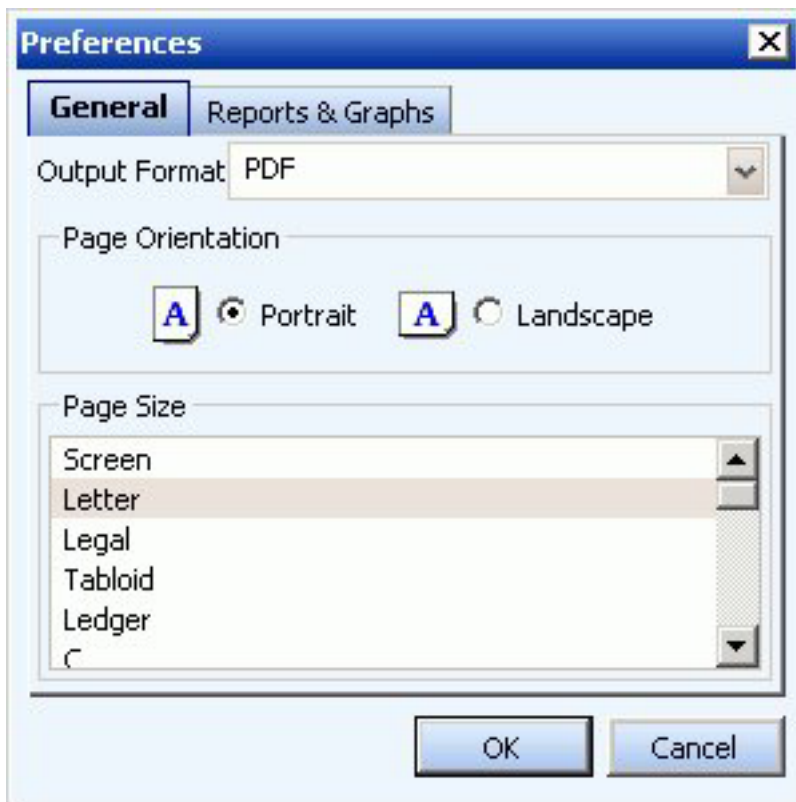 Preferences
General Reports & Graphs
Output Format PDF
Page Orientation
A Portrait A Landscape
Page Size
Screen
Letter
Legal
Tabloid
Ledger
OK Cancel